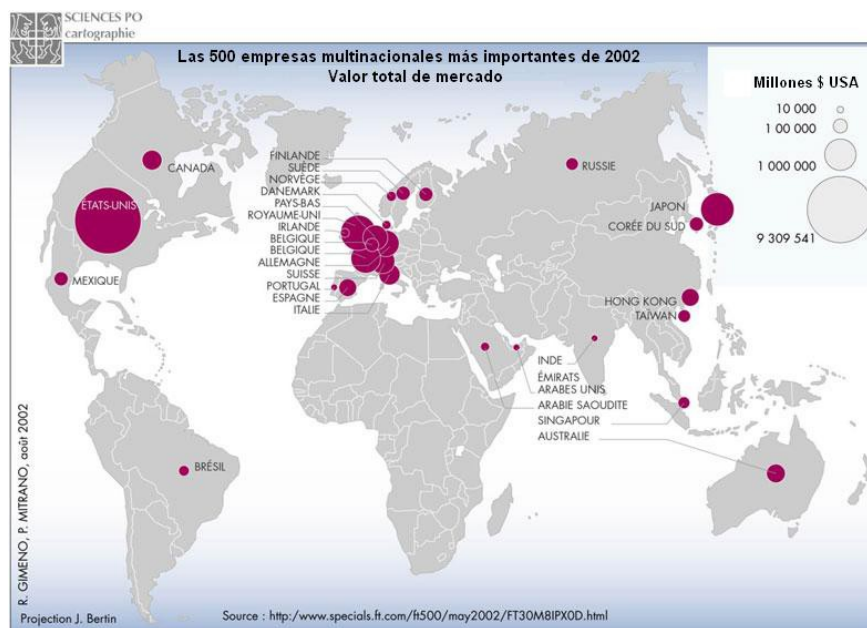 SCIENCES PO
cartographie
Las 500 empresas multinacionales más importantes de 2002
Valor total de mercado
Millones $ USA
10 000
1 00 000
1 000 000
9 309 541
CANADA
ÉTATS-UNIS
MEXIQUE
BRÉSIL
FINLANDE
SUÈDE
NORVÈGE
DANEMARK
PAYS-BAS
ROYAUME-UNI
IRLANDE
BELGIQUE
BELGIQUE
ALLEMAGNE
SUISSE
PORTUGAL
ESPAGNE
ITALIE
RUSSIE
JAPON
CORÉE DU SUD
HONG KONG
TAÏWAN
INDE
ÉMIRATS
ARABES UNIS
ARABIE SAOUDITE
SINGAPOUR
AUSTRALIE
R. GIMENO, P. MITRANO, août 2002
Projection J. Bertin
Source : http:/www.specials.ft.com/ft500/may2002/FT30M8IPX0D.html